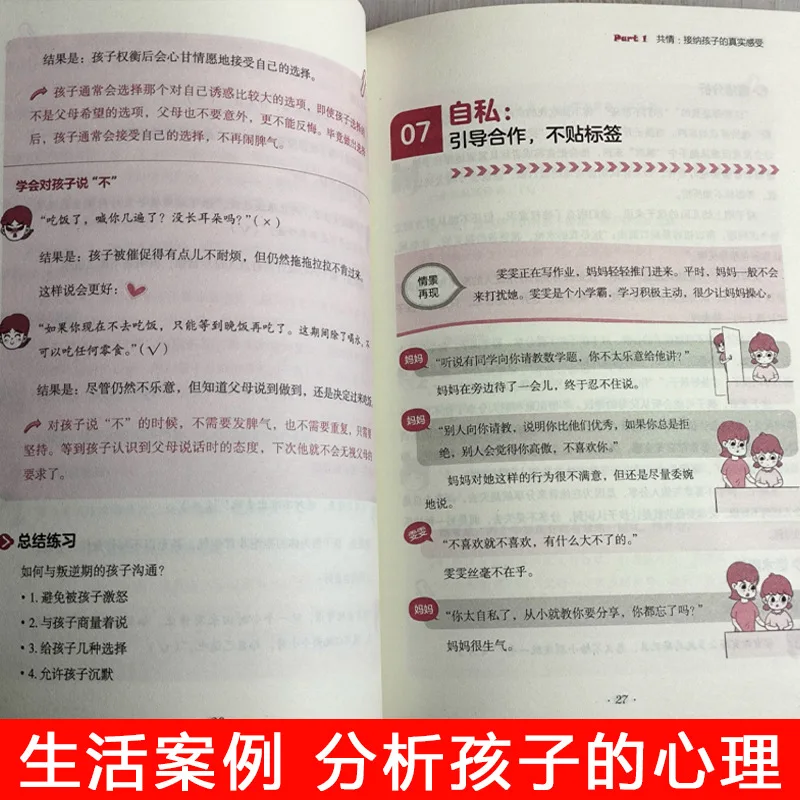 结果是：孩子权衡后会心甘情愿地接受自己的选择。
孩子通常会选择那个对自己诱惑比较大的选项，即使孩子选择
不是父母希望的选项，父母也不要意外，更不能反悔。毕竟做出选择
后，孩子通常会接受自己的选择，不再闹脾气。
学会对孩子说“不”
“吃饭了，喊你几遍了？没长耳朵吗？”（×）
结果是：孩子被催促得有点儿不耐烦，但仍然拖拖拉拉不肯过来。
这样说会更好：
“如果你现在不去吃饭，只能等到晚饭再吃了。这期间除了喝水，不
可以吃任何零食。”（√）
结果是：尽管仍然不乐意，但知道父母说到做到，还是决定过来吃
对孩子说“不”的时候，不需要发脾气，也不需要重复，只需要
坚持。等到孩子认识到父母说话时的态度，下次他就不会无视父母的
要求了。
总结练习
如何与叛逆期的孩子沟通？
• 1. 避免被孩子激怒
• 2. 与孩子商量着说
• 3. 给孩子几种选择
• 4. 允许孩子沉默
Part 1 共情：接纳孩子的真实感受
07 自私：
引导合作，不贴标签
情景再现
雯雯正在写作业，妈妈轻轻推门进来。平时，妈妈一般不会
来打扰她。雯雯是个小学霸，学习积极主动，很少让妈妈操心。
妈妈 “听说有同学向你请教数学题，你不太乐意给他讲？”
妈妈在旁边待了一会儿，终于忍不住说。
妈妈
“别人向你请教，说明你比他们优秀，如果你总是拒
绝，别人会觉得你高傲，不喜欢你。”
妈妈对她这样的行为很不满意，但还是尽量委婉
地说。
雯雯 “不喜欢就不喜欢，有什么大不了的。”
雯雯丝毫不在乎。
妈妈 “你太自私了，从小就教你要分享，你都忘了吗？”
妈妈很生气。
· 27 ·
生活案例 分析孩子的心理